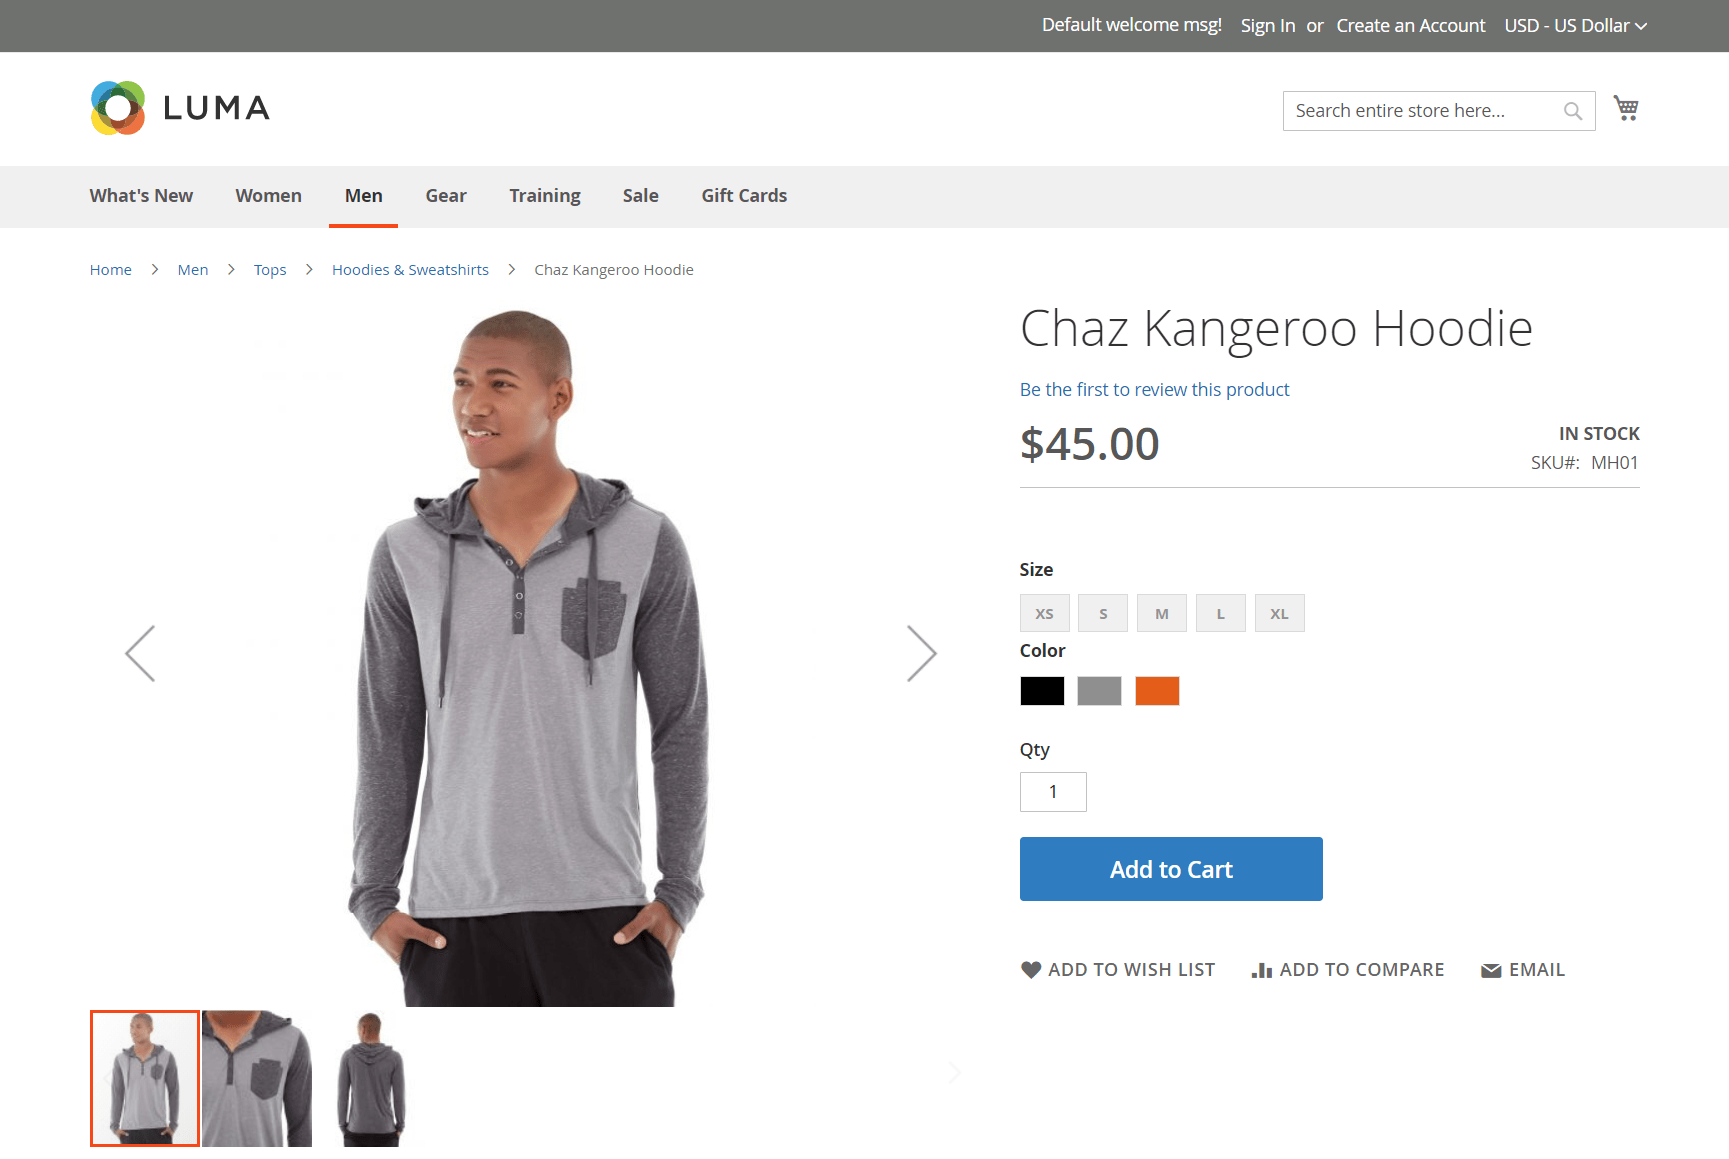 Default welcome msg! Sign In or Create an Account USD - US Dollar
LUMA
Search entire store here...
What's New Women Men Gear Training Sale Gift Cards
Home > Men > Tops > Hoodies & Sweatshirts > Chaz Kangeroo Hoodie
Chaz Kangeroo Hoodie
Be the first to review this product
$45.00
IN STOCK
SKU#: MH01
Size
XS S M L XL
Color
Qty
1
Add to Cart
ADD TO WISH LIST ADD TO COMPARE EMAIL